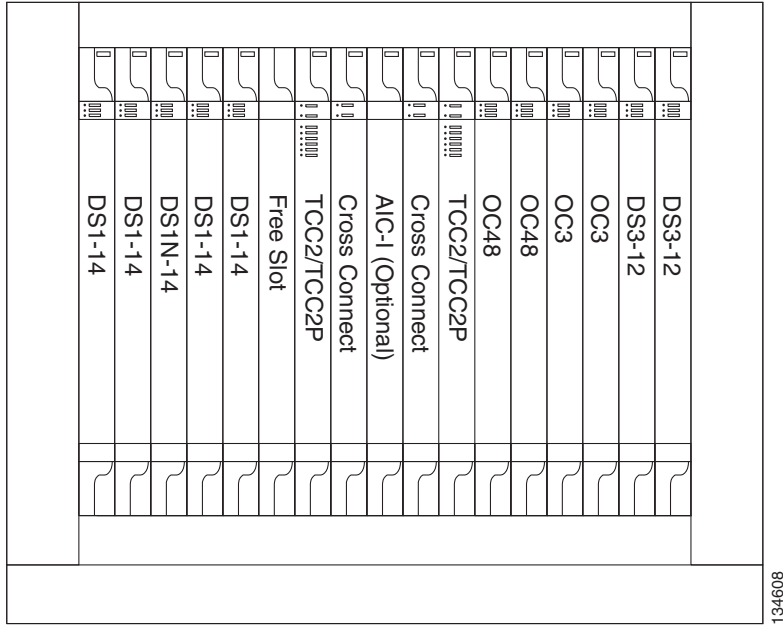 DS1-14
DS1-14
DS1N-14
DS1-14
DS1-14
Free Slot
TCC2/TCC2P
Cross Connect
AIC-I (Optional)
Cross Connect
TCC2/TCC2P
OC48
OC48
OC3
OC3
DS3-12
DS3-12
134608